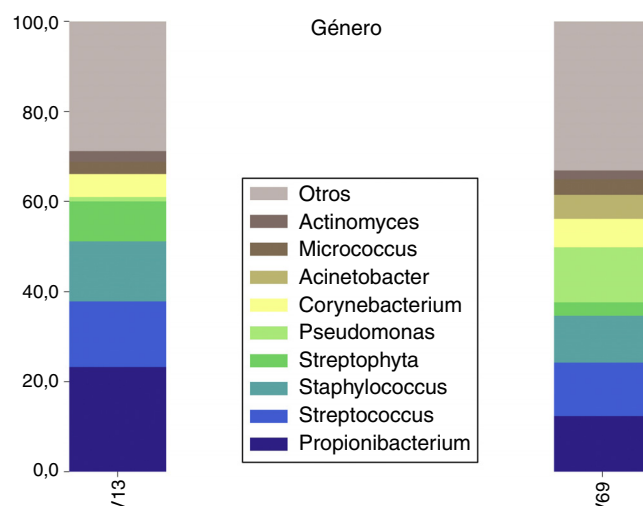 Género
100,0
80,0
60,0
40,0
20,0
0,0
Otros
Actinomyces
Micrococcus
Acinetobacter
Corynebacterium
Pseudomonas
Streptophyta
Staphylococcus
Streptococcus
Propionibacterium